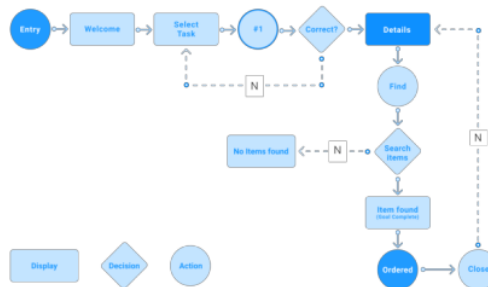 Entry
Welcome
Select
Task
#1
Correct?
Details
N
Find
N
No Items found
N
Search
items
Item found
(Goal Complete)
Ordered
Close
Display
Decision
Action